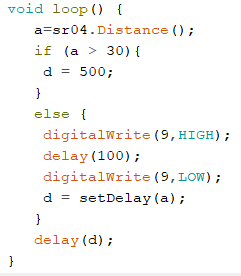 void loop() {
a=sr04.Distance();
if (a > 30){
d = 500;
}
else {
digitalWrite(9,HIGH);
delay(100);
digitalWrite(9,LOW);
d = setDelay(a);
}
delay(d);
}